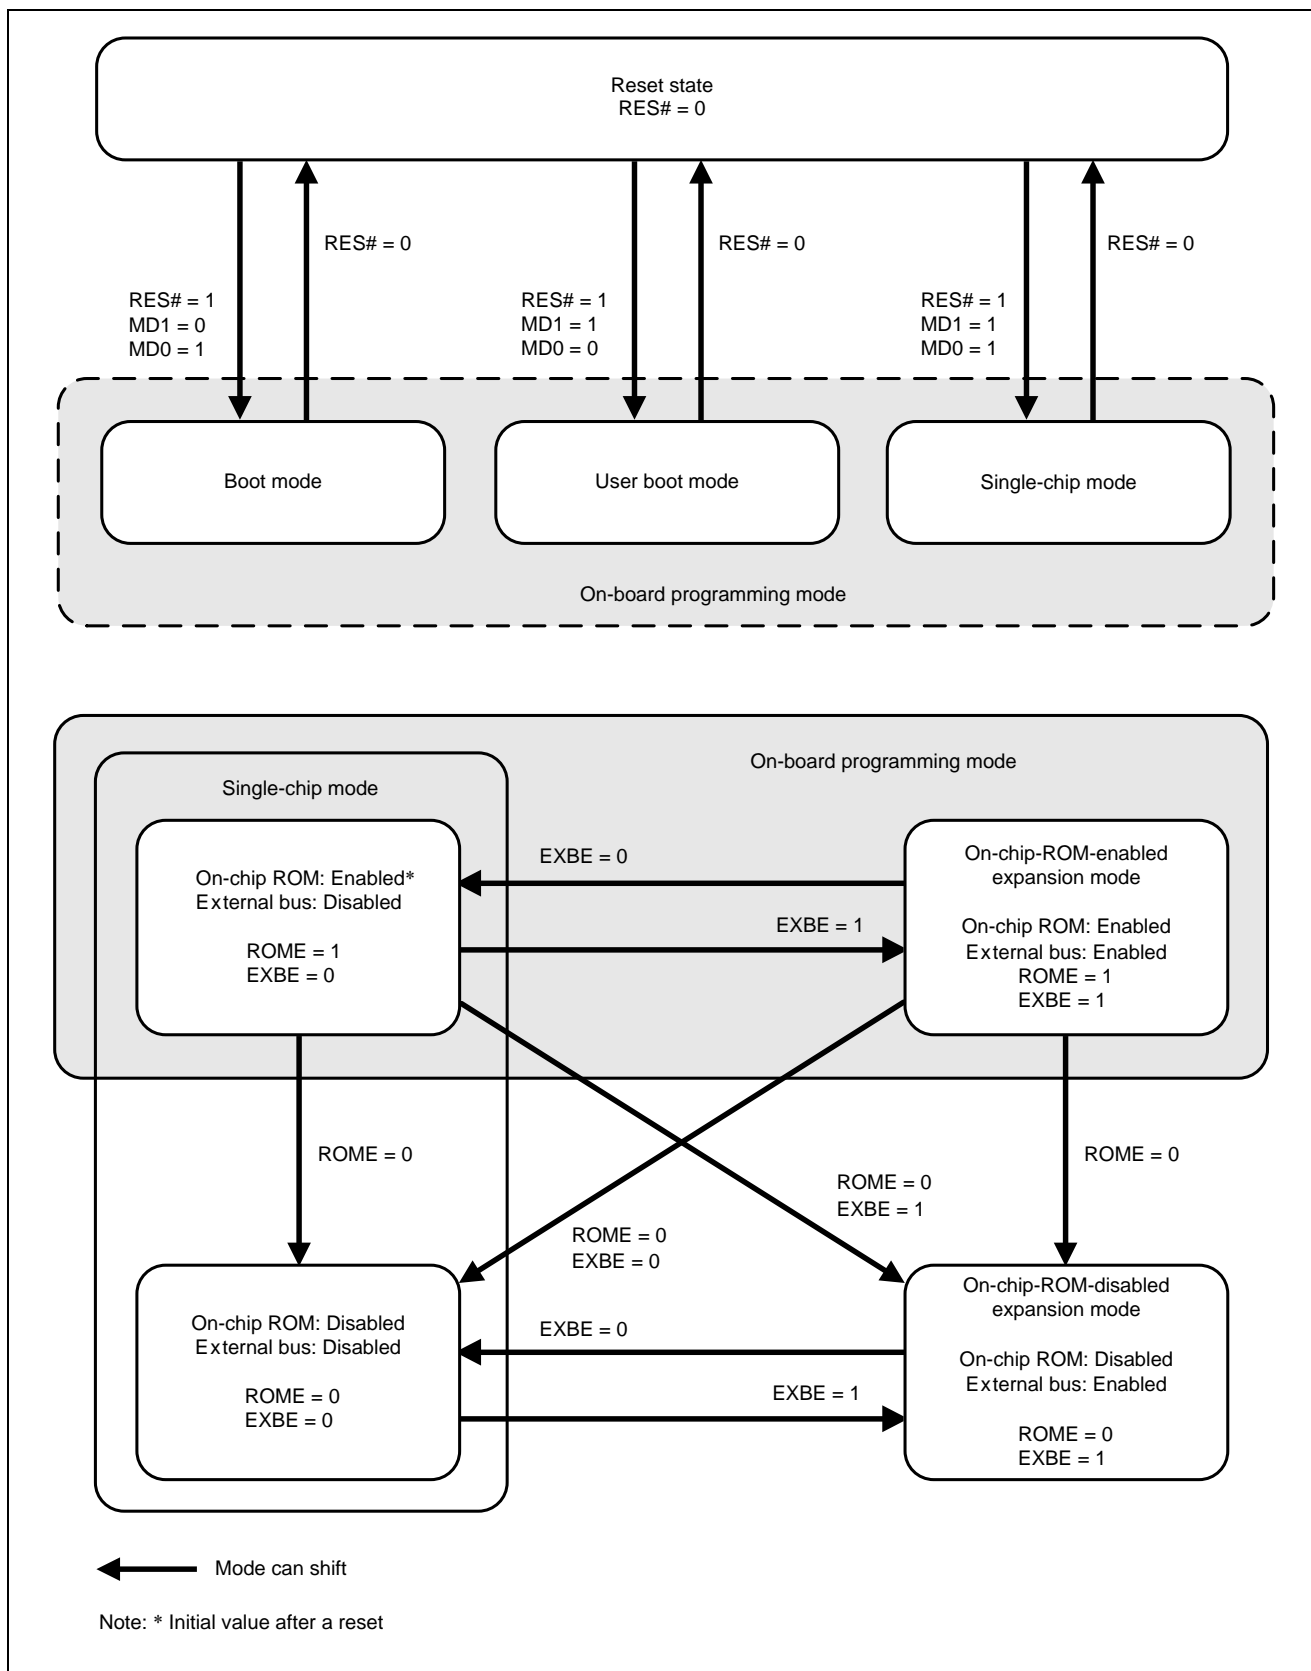 Reset state
RES# = 0
RES# = 0
RES# = 0
RES# = 0
RES# = 1
MD1 = 0
MD0 = 1
RES# = 1
MD1 = 1
MD0 = 0
RES# = 1
MD1 = 1
MD0 = 1
Boot mode
User boot mode
Single-chip mode
On-board programming mode
On-board programming mode
Single-chip mode
On-chip ROM: Enabled*
External bus: Disabled
ROME = 1
EXBE = 0
EXBE = 0
EXBE = 1
On-chip-ROM-enabled
expansion mode
On-chip ROM: Enabled
External bus: Enabled
ROME = 1
EXBE = 1
ROME = 0
ROME = 0
ROME = 0
EXBE = 1
ROME = 0
EXBE = 0
On-chip ROM: Disabled
External bus: Disabled
ROME = 0
EXBE = 0
EXBE = 0
EXBE = 1
On-chip-ROM-disabled
expansion mode
On-chip ROM: Disabled
External bus: Enabled
ROME = 0
EXBE = 1
Mode can shift
Note: * Initial value after a reset